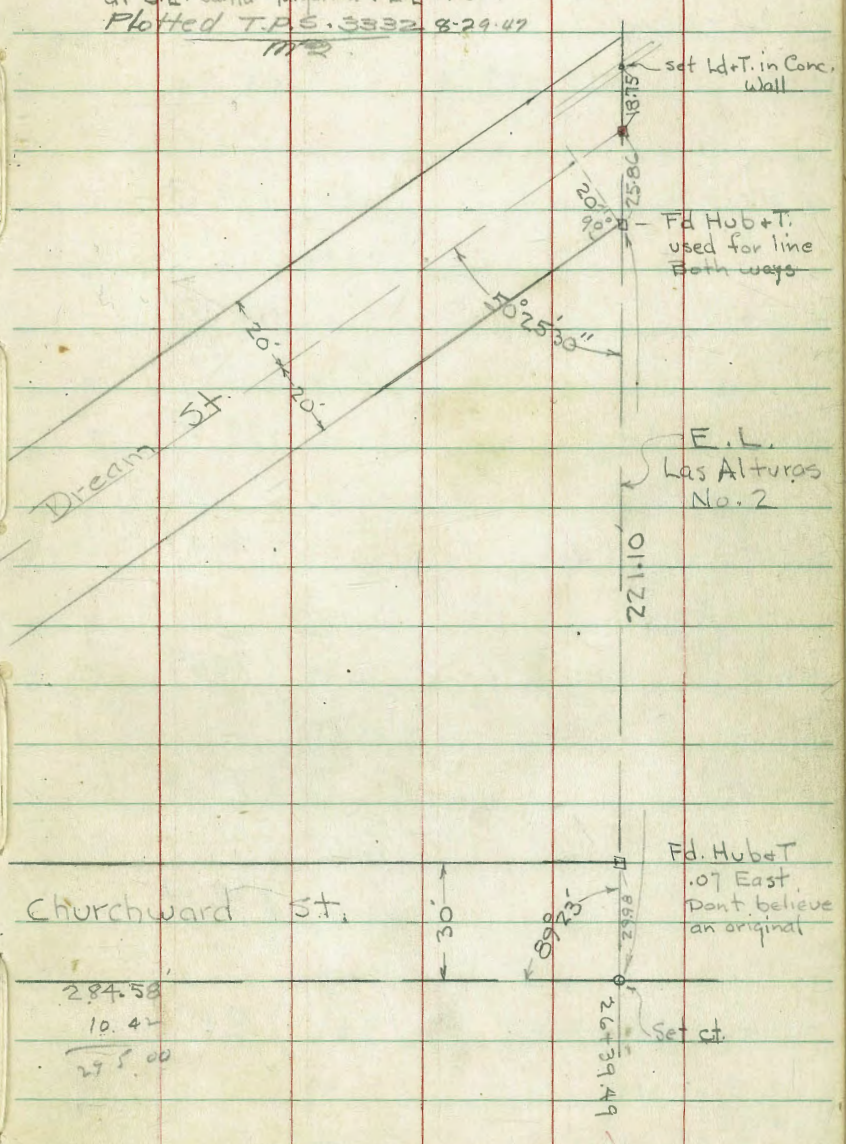 Plotted T.P.S. 3332 8-29-47
set Ld+T. in Conc.
Wall
18.75
25.86
20'
90°
Fd Hub+T.
used for line
Both ways
50°25'30"
20'
20'
Dream St.
E.L.
Las Alturas
No. 2
221.10'
Fd. Hub+T
.07 East
Dont believe
an original
Churchward St.
30'
89°23'
29.98
284.58'
10.42
295.00
Set ct.
26+39.49